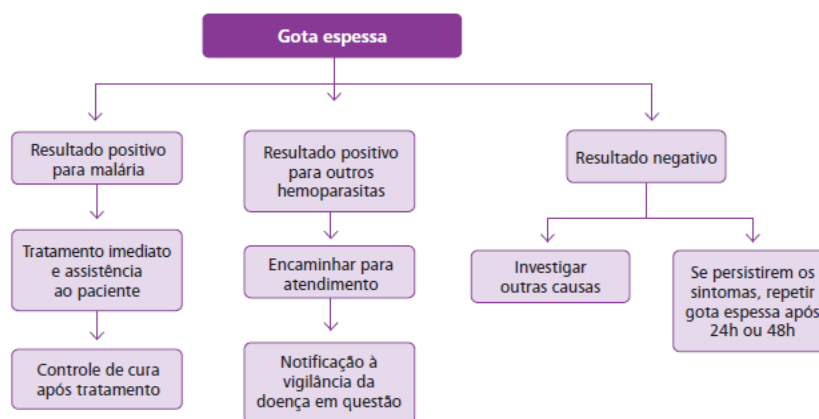 Gota espessa
Resultado positivo
para malária
Tratamento imediato
e assistência
ao paciente
Controle de cura
após tratamento
Resultado positivo
para outros
hemoparasitas
Encaminhar para
atendimento
Notificação à
vigilância da
doença em questão
Resultado negativo
Investigar
outras causas
Se persistirem os
sintomas, repetir
gota espessa após
24h ou 48h